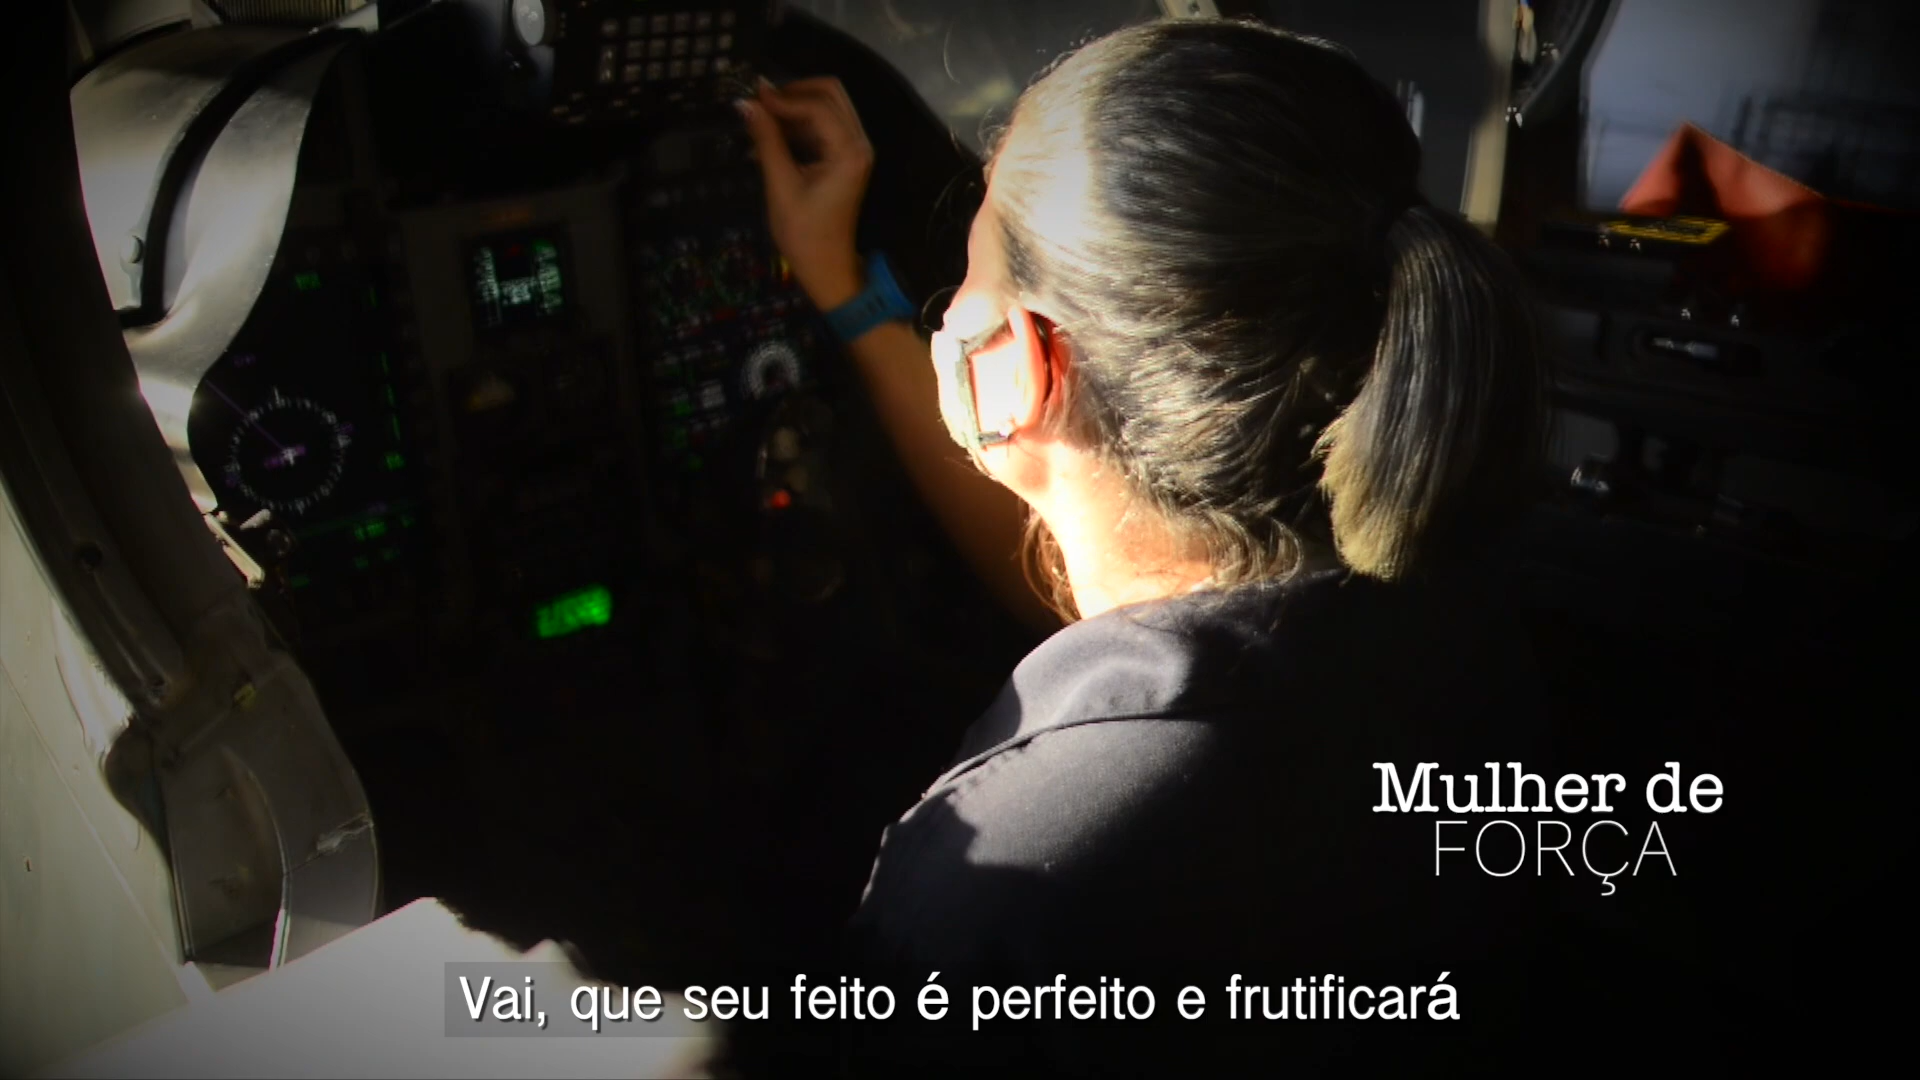 Mulher de
FORÇA
Vai, que seu feito é perfeito e frutificará